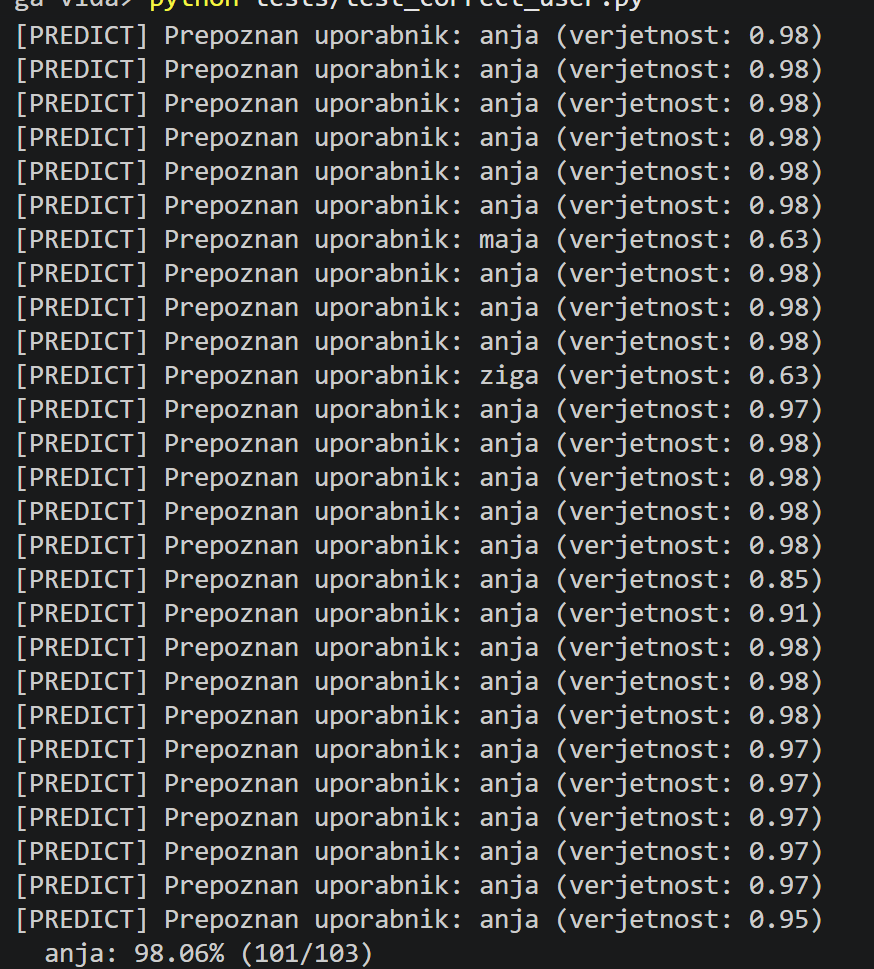 ga vida> python tests/test_correct_user.py
[PREDICT] Prepoznan uporabnik: anja (verjetnost: 0.98)
[PREDICT] Prepoznan uporabnik: anja (verjetnost: 0.98)
[PREDICT] Prepoznan uporabnik: anja (verjetnost: 0.98)
[PREDICT] Prepoznan uporabnik: anja (verjetnost: 0.98)
[PREDICT] Prepoznan uporabnik: anja (verjetnost: 0.98)
[PREDICT] Prepoznan uporabnik: anja (verjetnost: 0.98)
[PREDICT] Prepoznan uporabnik: maja (verjetnost: 0.63)
[PREDICT] Prepoznan uporabnik: anja (verjetnost: 0.98)
[PREDICT] Prepoznan uporabnik: anja (verjetnost: 0.98)
[PREDICT] Prepoznan uporabnik: anja (verjetnost: 0.98)
[PREDICT] Prepoznan uporabnik: ziga (verjetnost: 0.63)
[PREDICT] Prepoznan uporabnik: anja (verjetnost: 0.97)
[PREDICT] Prepoznan uporabnik: anja (verjetnost: 0.98)
[PREDICT] Prepoznan uporabnik: anja (verjetnost: 0.98)
[PREDICT] Prepoznan uporabnik: anja (verjetnost: 0.98)
[PREDICT] Prepoznan uporabnik: anja (verjetnost: 0.98)
[PREDICT] Prepoznan uporabnik: anja (verjetnost: 0.85)
[PREDICT] Prepoznan uporabnik: anja (verjetnost: 0.91)
[PREDICT] Prepoznan uporabnik: anja (verjetnost: 0.98)
[PREDICT] Prepoznan uporabnik: anja (verjetnost: 0.98)
[PREDICT] Prepoznan uporabnik: anja (verjetnost: 0.98)
[PREDICT] Prepoznan uporabnik: anja (verjetnost: 0.97)
[PREDICT] Prepoznan uporabnik: anja (verjetnost: 0.97)
[PREDICT] Prepoznan uporabnik: anja (verjetnost: 0.97)
[PREDICT] Prepoznan uporabnik: anja (verjetnost: 0.97)
[PREDICT] Prepoznan uporabnik: anja (verjetnost: 0.97)
[PREDICT] Prepoznan uporabnik: anja (verjetnost: 0.95)
anja: 98.06% (101/103)